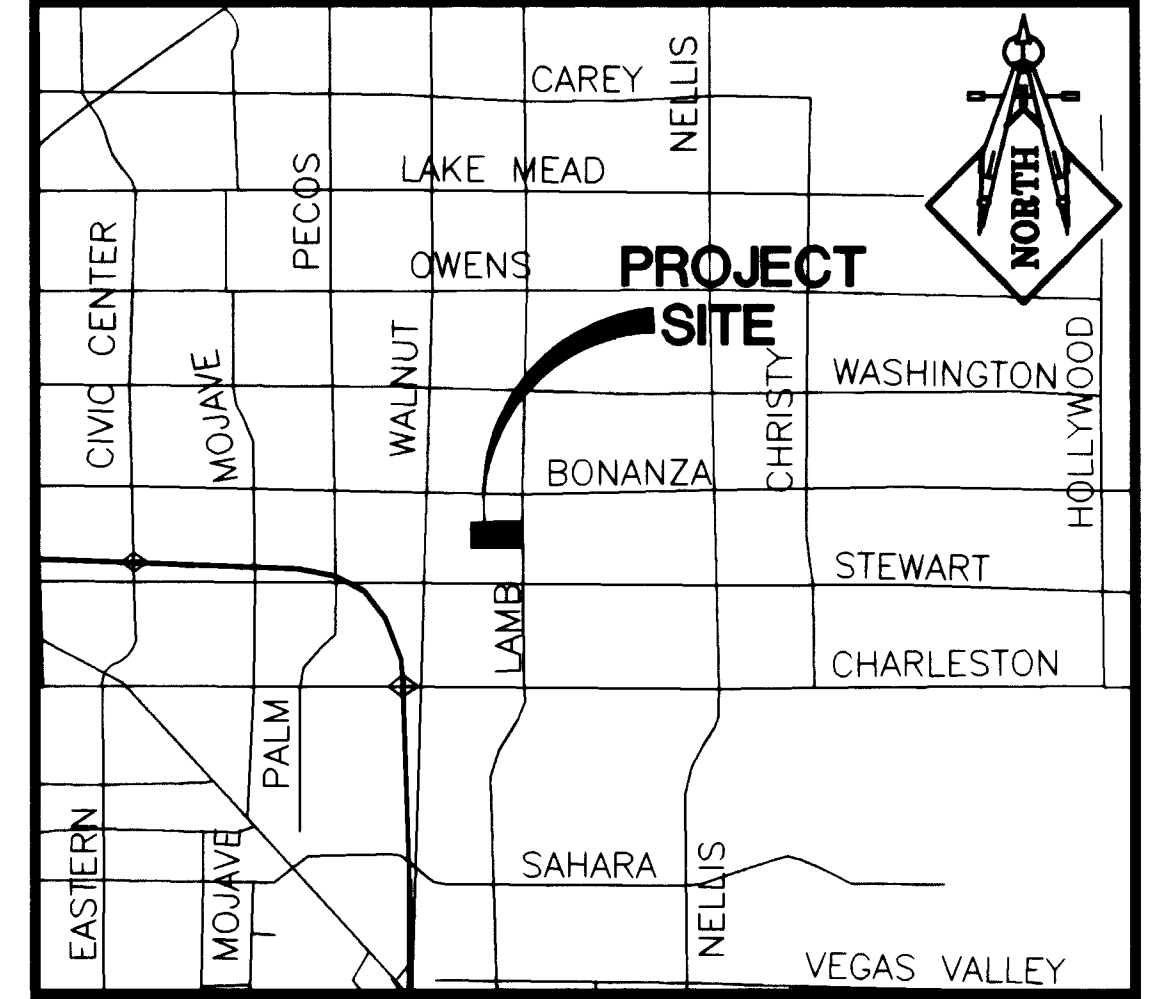 CAREY
NELLIS
LAKE MEAD
PECOS
NORTH
CIVIC CENTER
OWENS
PROJECT
SITE
MOJAVE
WALNUT
CHRISTY
WASHINGTON
HOLLYWOOD
BONANZA
STEWART
LAMB
CHARLESTON
PALM
EASTERN
MOJAVE
SAHARA
NELLIS
VEGAS VALLEY